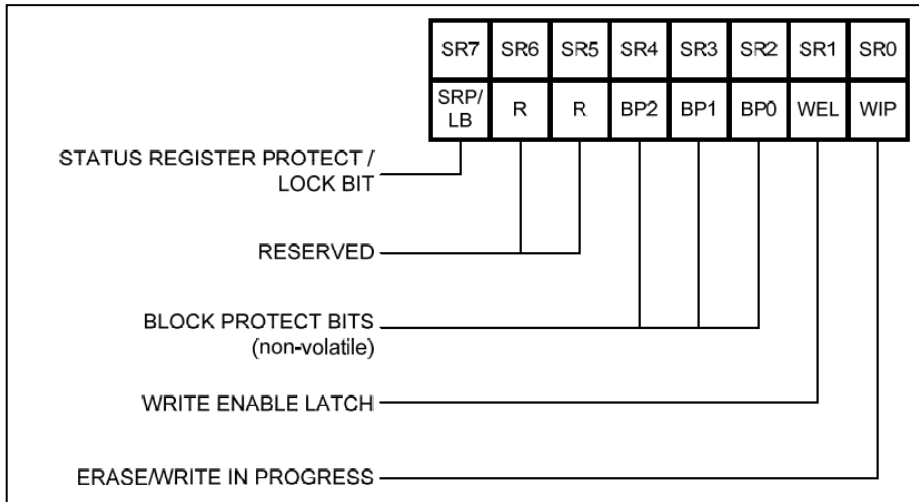 SR7 SR6 SR5 SR4 SR3 SR2 SR1 SR0
SRP/
LB R R BP2 BP1 BP0 WEL WIP
STATUS REGISTER PROTECT /
LOCK BIT
RESERVED
BLOCK PROTECT BITS
(non-volatile)
WRITE ENABLE LATCH
ERASE/WRITE IN PROGRESS